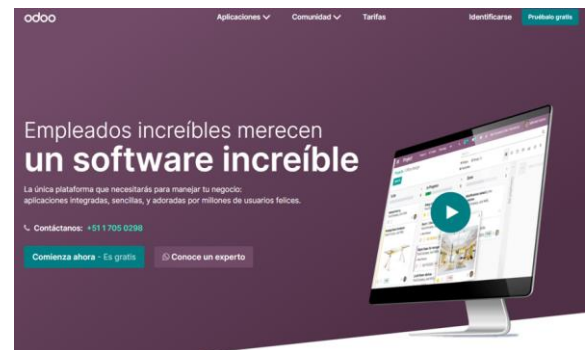 odoo
Aplicaciones
Comunidad
Tarifas
Identificarse
Pruébalo gratis
Empleados increíbles merecen
un software increíble
La única plataforma que necesitarás para manejar tu negocio:
aplicaciones integradas, sencillas, y adoradas por millones de usuarios felices.
Contáctanos: +51 1 705 0298
Comienza ahora - Es gratis
Conoce un experto